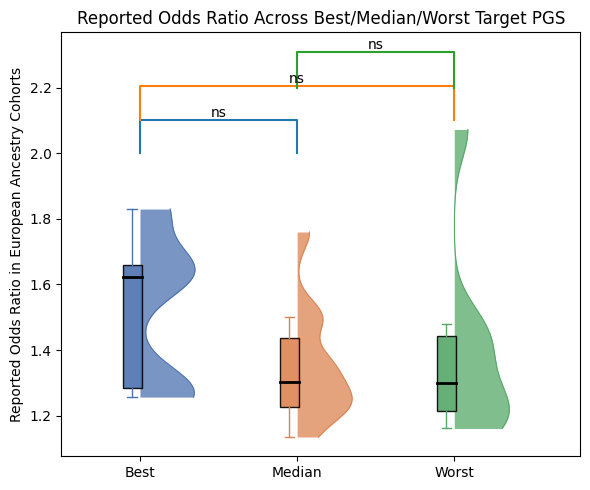 Reported Odds Ratio Across Best/Median/Worst Target PGS
Reported Odds Ratio in European Ancestry Cohorts
2.2
2.0
1.8
1.6
1.4
1.2
ns
ns
ns
Best
Median
Worst